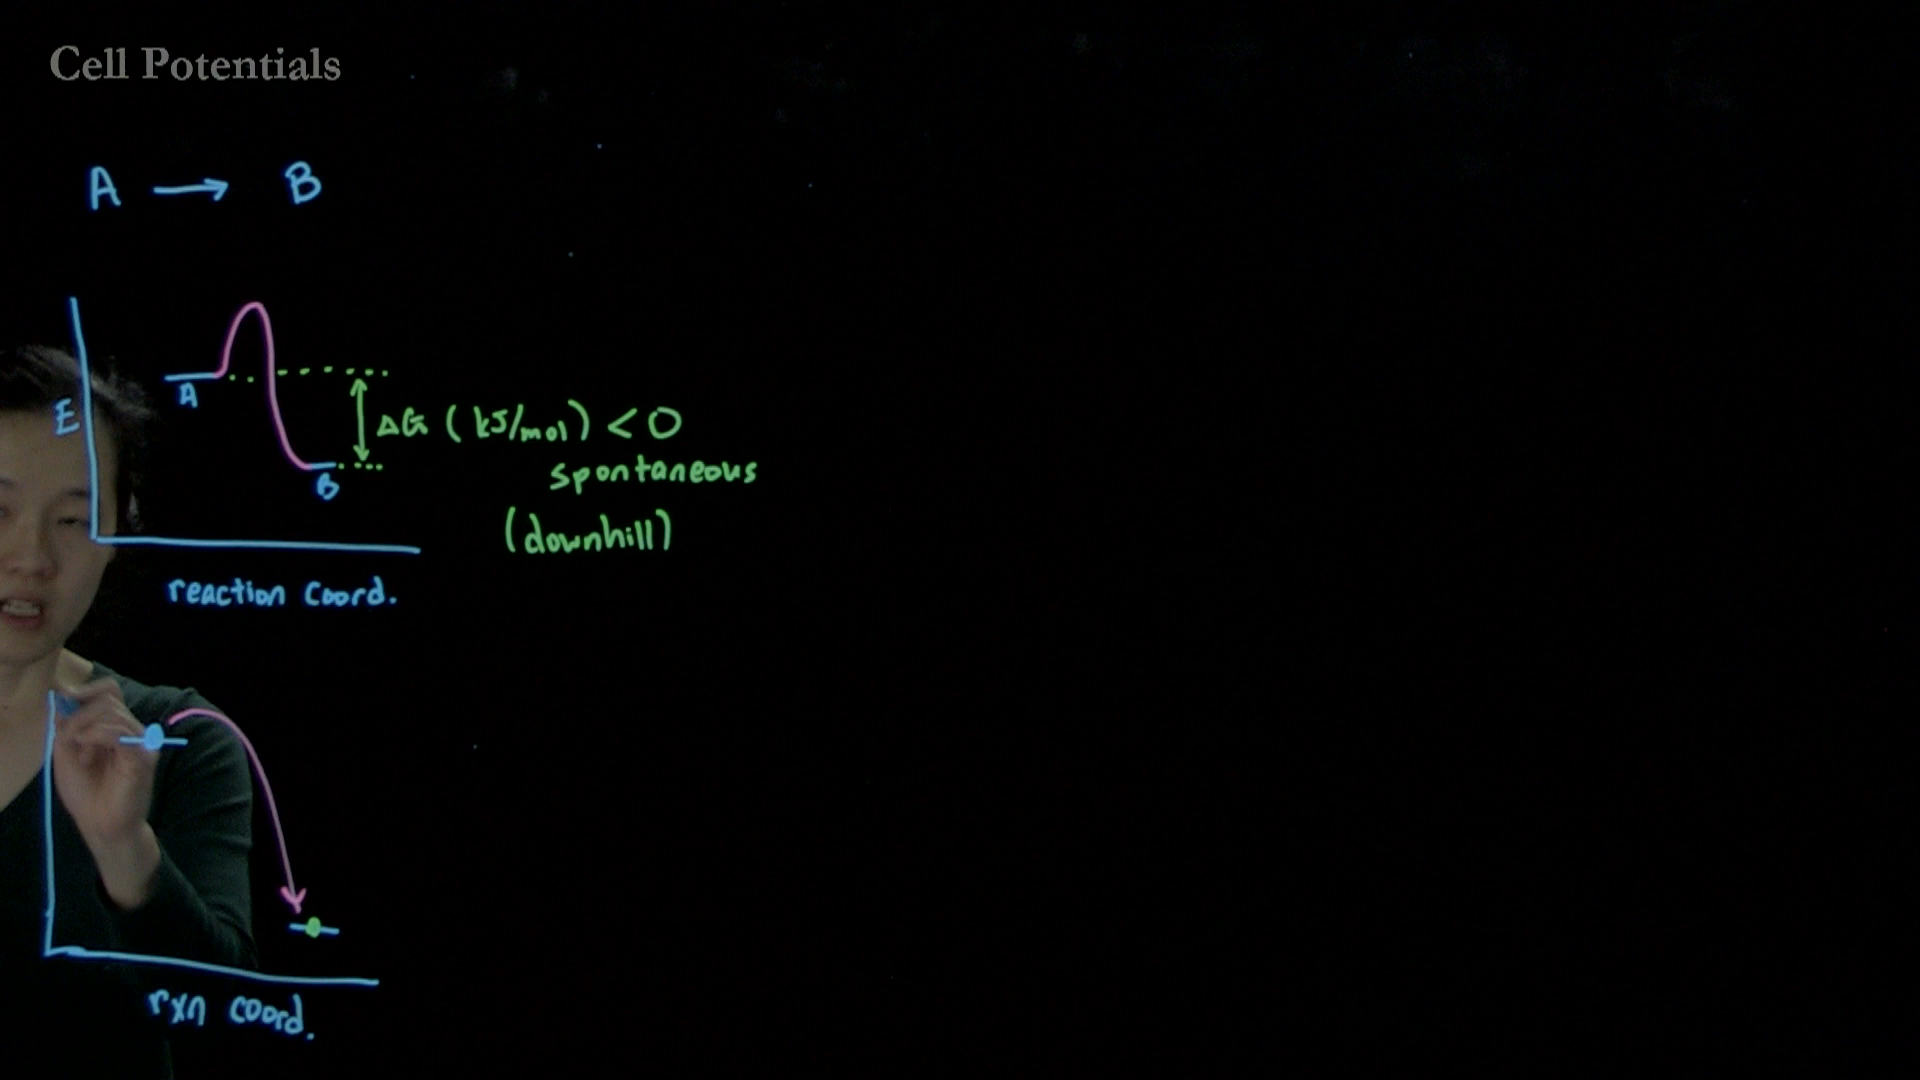 Cell Potentials
A → B
A
E
ΔG (kJ/mol) < 0
spontaneous
B
(downhill)
reaction coord.
rxn coord.